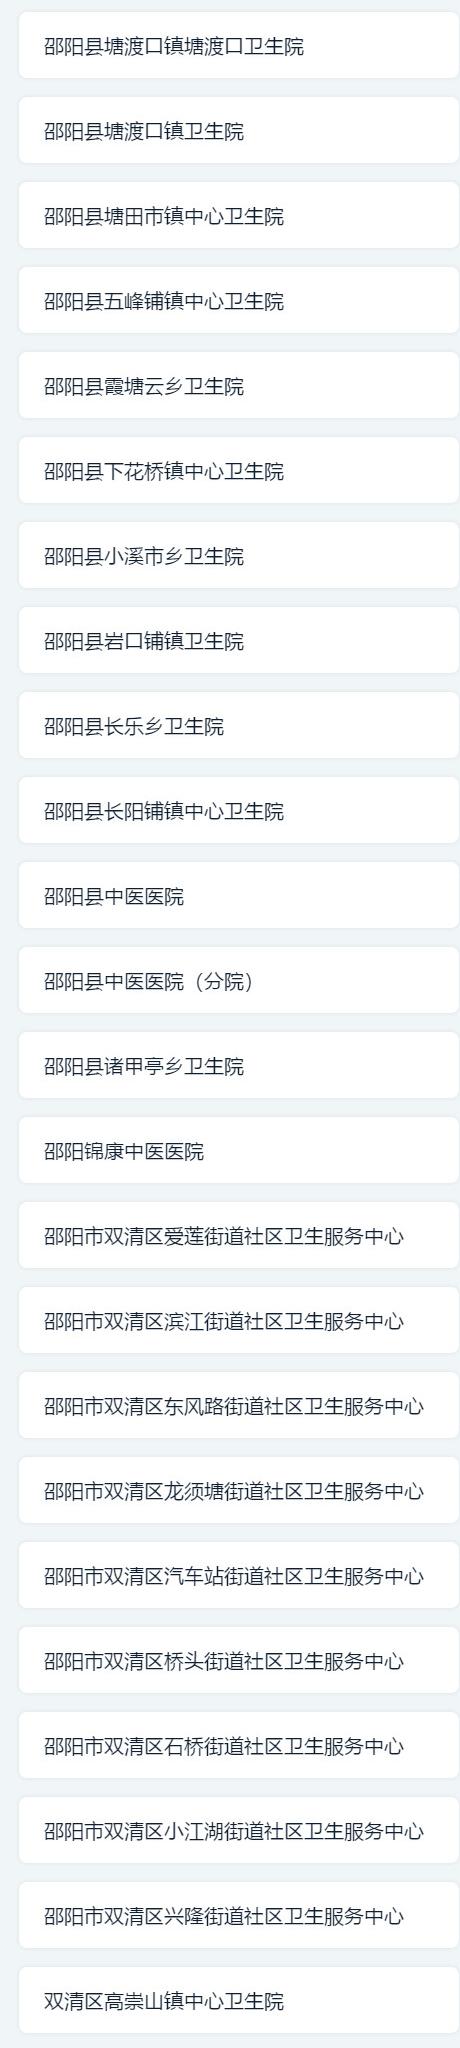 邵阳县塘渡口镇塘渡口卫生院
邵阳县塘渡口镇卫生院
邵阳县塘田市镇中心卫生院
邵阳县五峰铺镇中心卫生院
邵阳县霞塘云乡卫生院
邵阳县下花桥镇中心卫生院
邵阳县小溪市乡卫生院
邵阳县岩口铺镇卫生院
邵阳县长乐乡卫生院
邵阳县长阳铺镇中心卫生院
邵阳县中医医院
邵阳县中医医院（分院）
邵阳县诸甲亭乡卫生院
邵阳锦康中医医院
邵阳市双清区爱莲街道社区卫生服务中心
邵阳市双清区滨江街道社区卫生服务中心
邵阳市双清区东风路街道社区卫生服务中心
邵阳市双清区龙须塘街道社区卫生服务中心
邵阳市双清区汽车站街道社区卫生服务中心
邵阳市双清区桥头街道社区卫生服务中心
邵阳市双清区石桥街道社区卫生服务中心
邵阳市双清区小江湖街道社区卫生服务中心
邵阳市双清区兴隆街道社区卫生服务中心
双清区高崇山镇中心卫生院